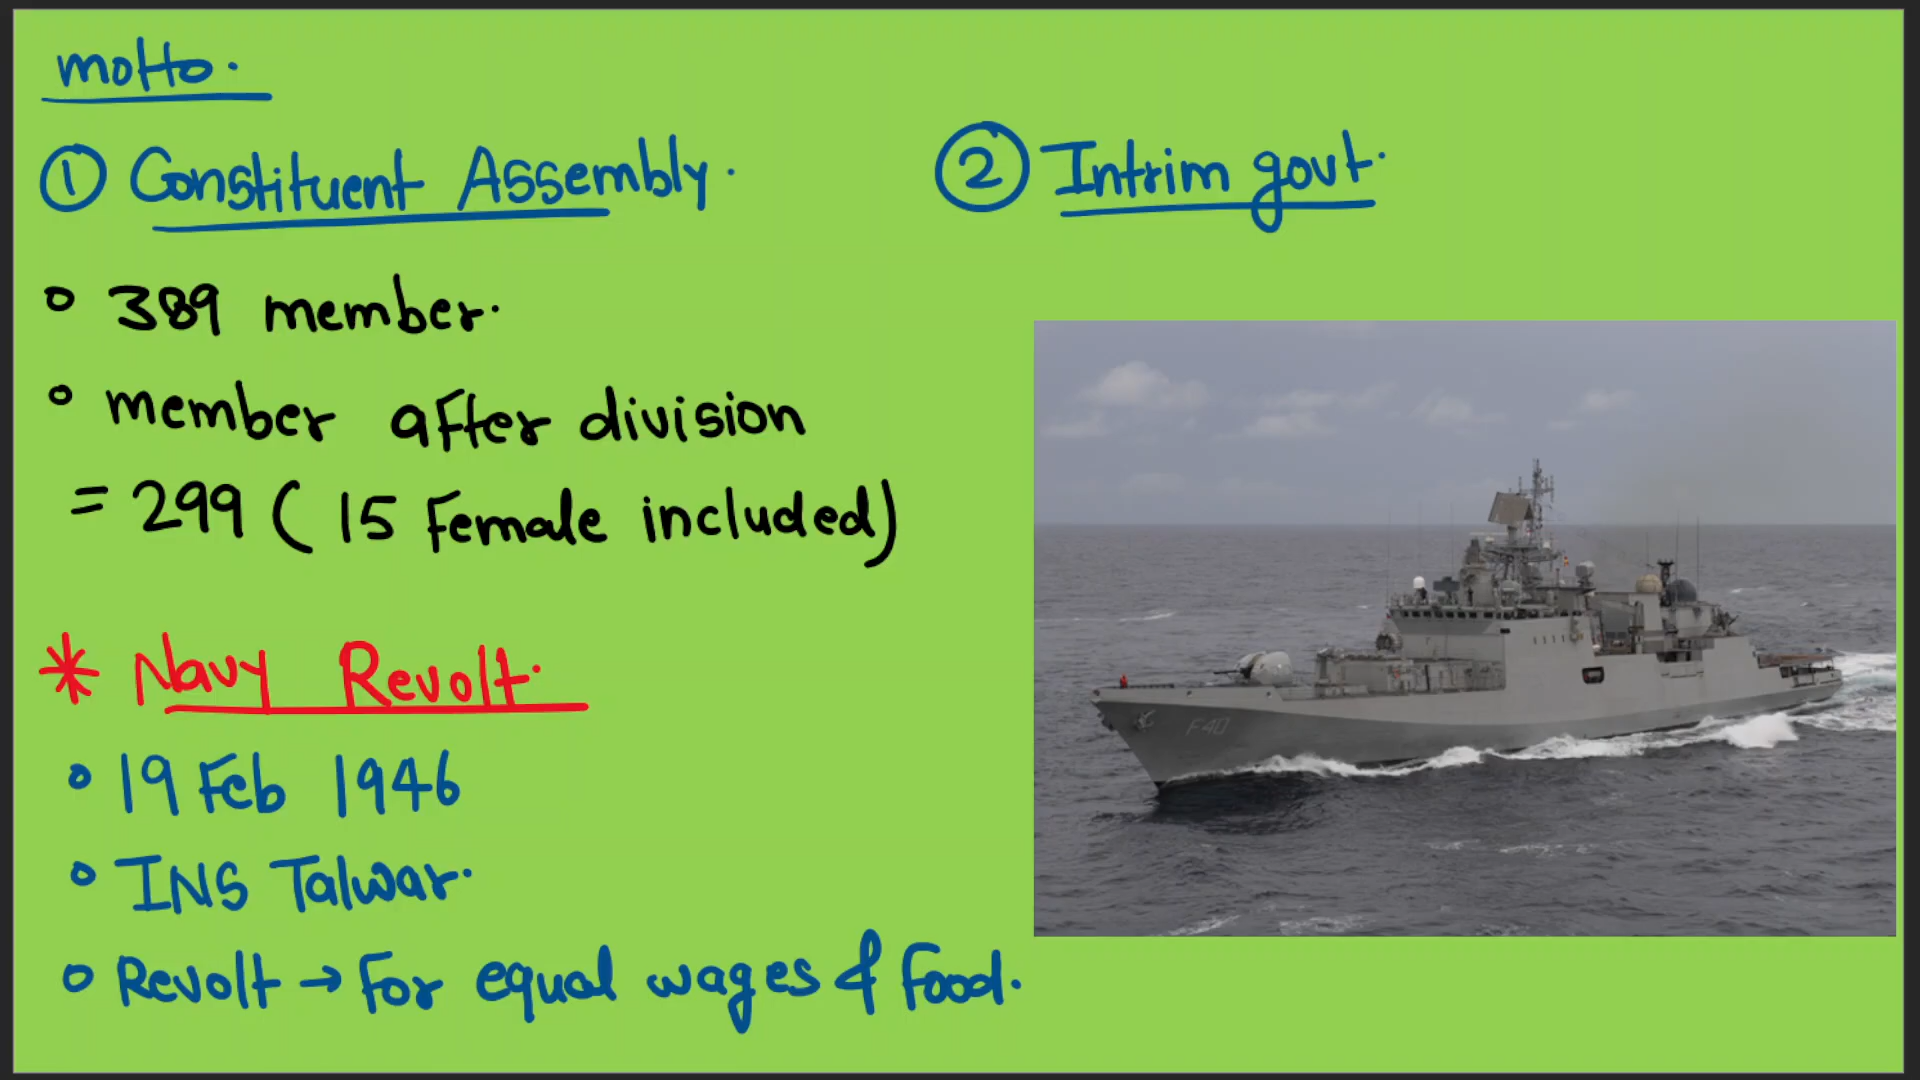 motto.
① Constituent Assembly.
② Intrim govt.
389 member.
member after division
= 299 ( 15 Female included)
* Navy Revolt.
19 Feb 1946
INS Talwar.
Revolt → For equal wages & Food.
F40